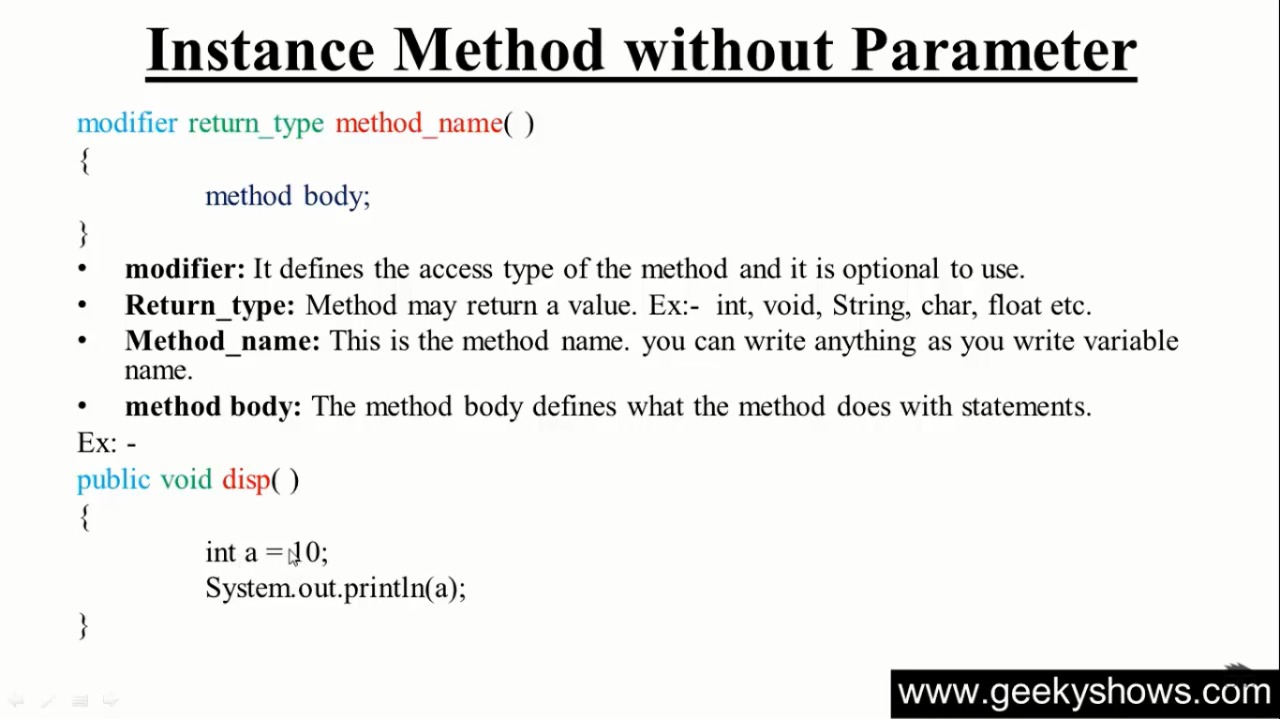 Instance Method without Parameter
modifier return_type method_name( )
{
method body;
}
• modifier: It defines the access type of the method and it is optional to use.
• Return_type: Method may return a value. Ex:- int, void, String, char, float etc.
• Method_name: This is the method name. you can write anything as you write variable
name.
• method body: The method body defines what the method does with statements.
Ex: -
public void disp( )
{
int a = 10;
System.out.println(a);
}
www.geekyshows.com